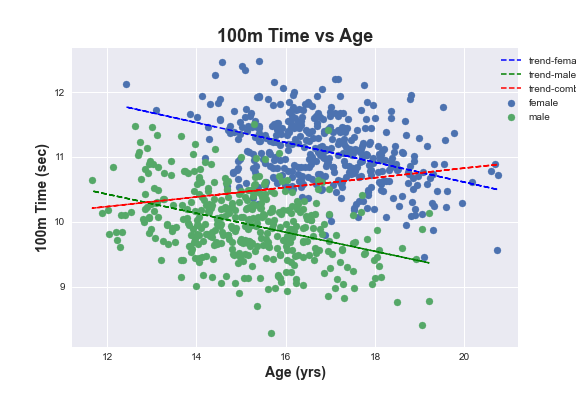 100m Time vs Age
100m Time (sec)
12
11
10
9
12
14
16
18
20
Age (yrs)
trend-fema
trend-male
trend-comb
female
male